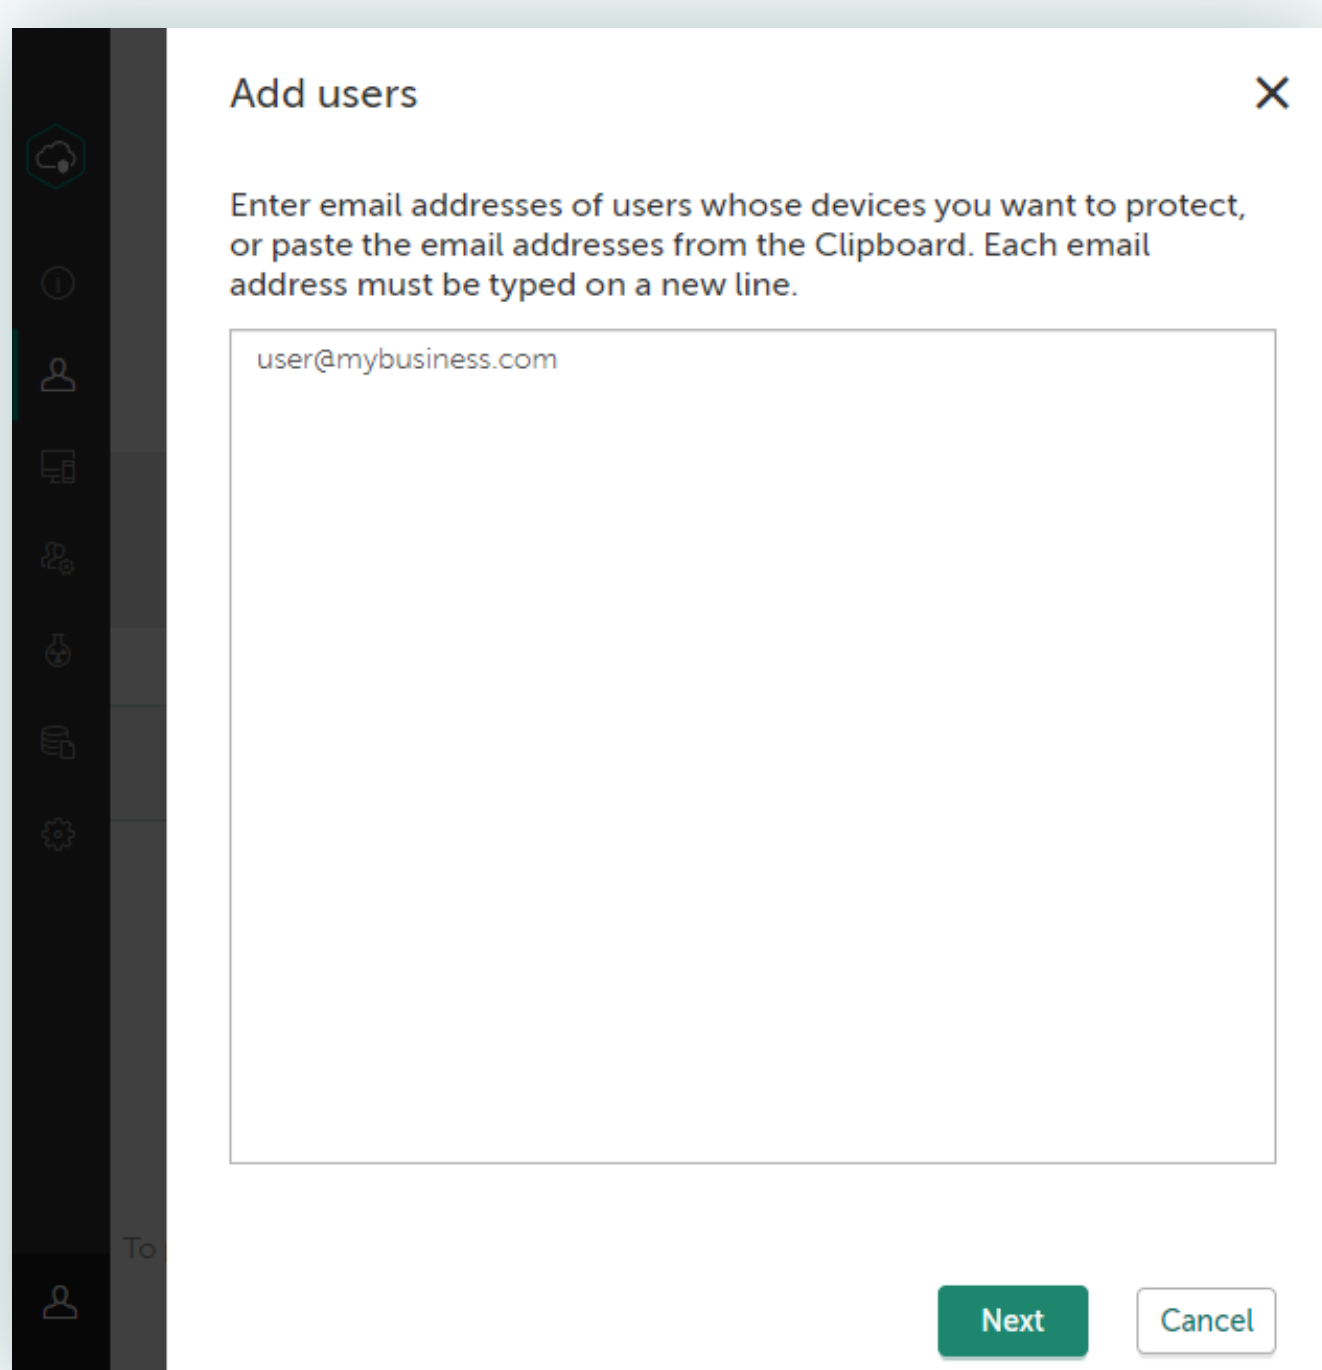 Add users
Enter email addresses of users whose devices you want to protect,
or paste the email addresses from the Clipboard. Each email
address must be typed on a new line.
user@mybusiness.com
To
Next
Cancel